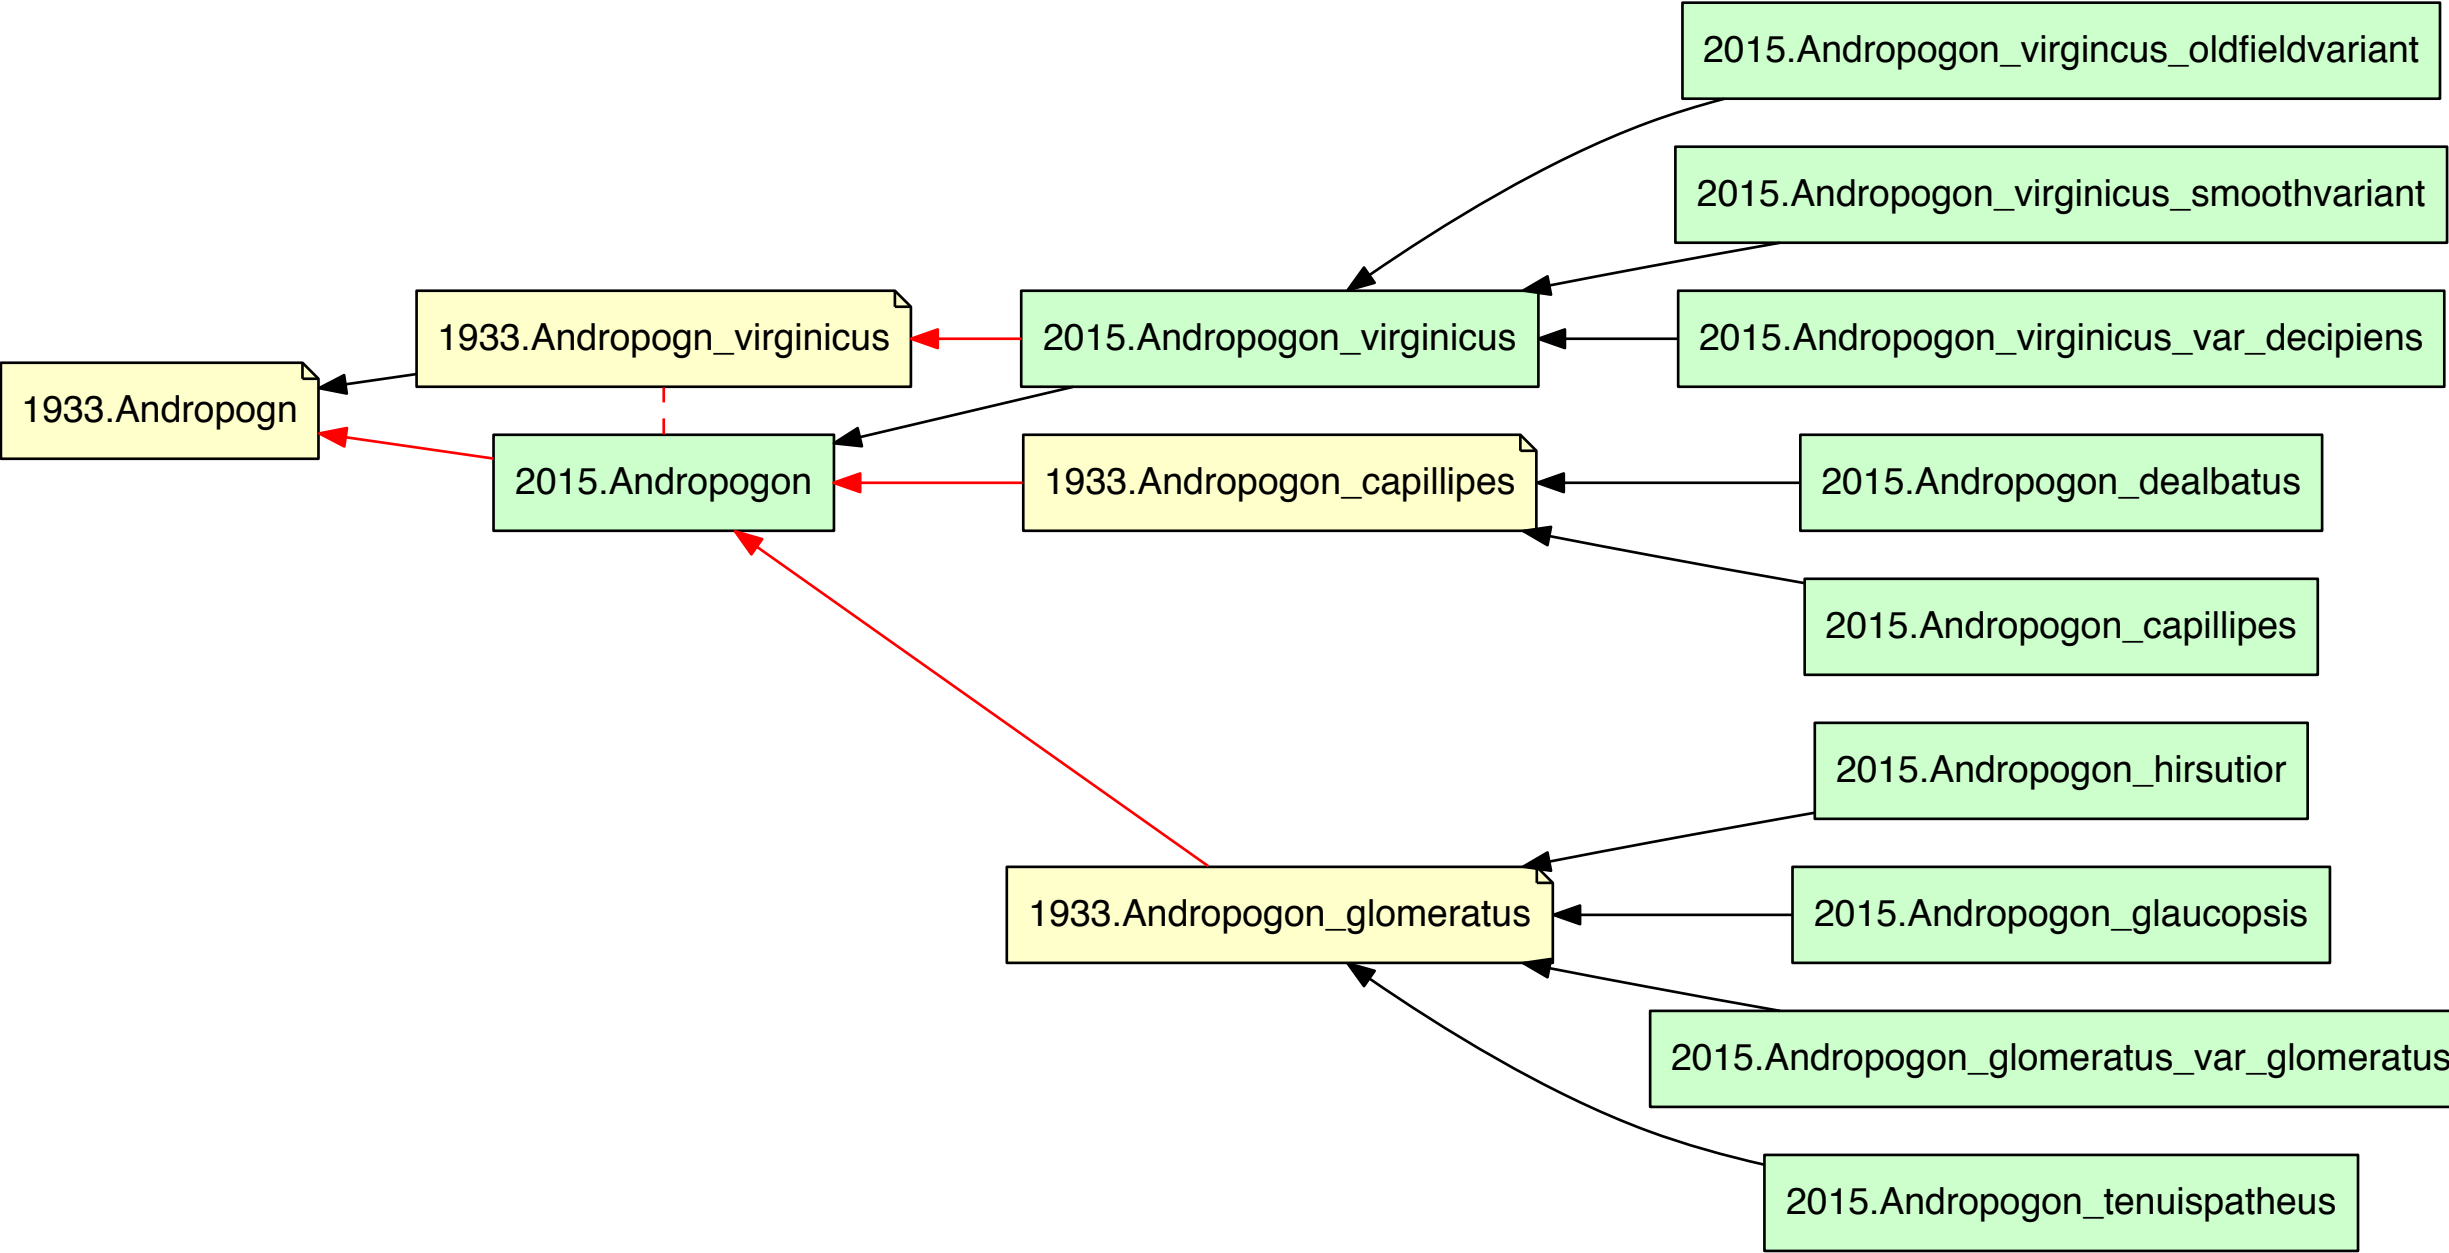 2015.Andropogon_virgincus_oldfieldvariant
2015.Andropogon_virginicus_smoothvariant
1933.Andropogn_virginicus
2015.Andropogon_virginicus
2015.Andropogon_virginicus_var_decipiens
1933.Andropogn
2015.Andropogon
1933.Andropogon_capillipes
2015.Andropogon_dealbatus
2015.Andropogon_capillipes
2015.Andropogon_hirsutior
1933.Andropogon_glomeratus
2015.Andropogon_glaucopsis
2015.Andropogon_glomeratus_var_glomeratus
2015.Andropogon_tenuispatheus